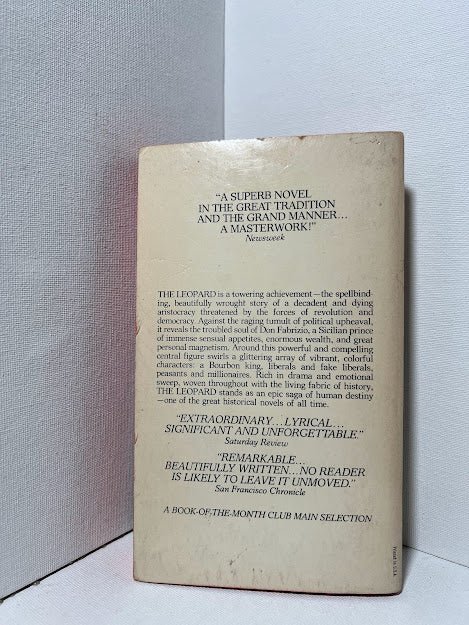 “A SUPERB NOVEL
IN THE GREAT TRADITION
AND THE GRAND MANNER...
A MASTERWORK!”
Newsweek
THE LEOPARD is a towering achievement—the spellbind-
ing, beautifully wrought story of a decadent and dying
aristocracy threatened by the forces of revolution and
democracy. Against the raging tumult of political upheaval,
it reveals the troubled soul of Don Fabrizio, a Sicilian prince
of immense sensual appetites, enormous wealth, and great
personal magnetism. Around this powerful and compelling
central figure swirls a glittering array of vibrant, colorful
characters: a Bourbon king, liberals and fake liberals,
peasants and millionaires. Rich in drama and emotional
sweep, woven throughout with the living fabric of history,
THE LEOPARD stands as an epic saga of human destiny
—one of the great historical novels of all time.
“EXTRAORDINARY...LYRICAL...
SIGNIFICANT AND UNFORGETTABLE.”
Saturday Review
“REMARKABLE...
BEAUTIFULLY WRITTEN...NO READER
IS LIKELY TO LEAVE IT UNMOVED.”
San Francisco Chronicle
A BOOK-OF-THE-MONTH CLUB MAIN SELECTION
Printed in U.S.A.